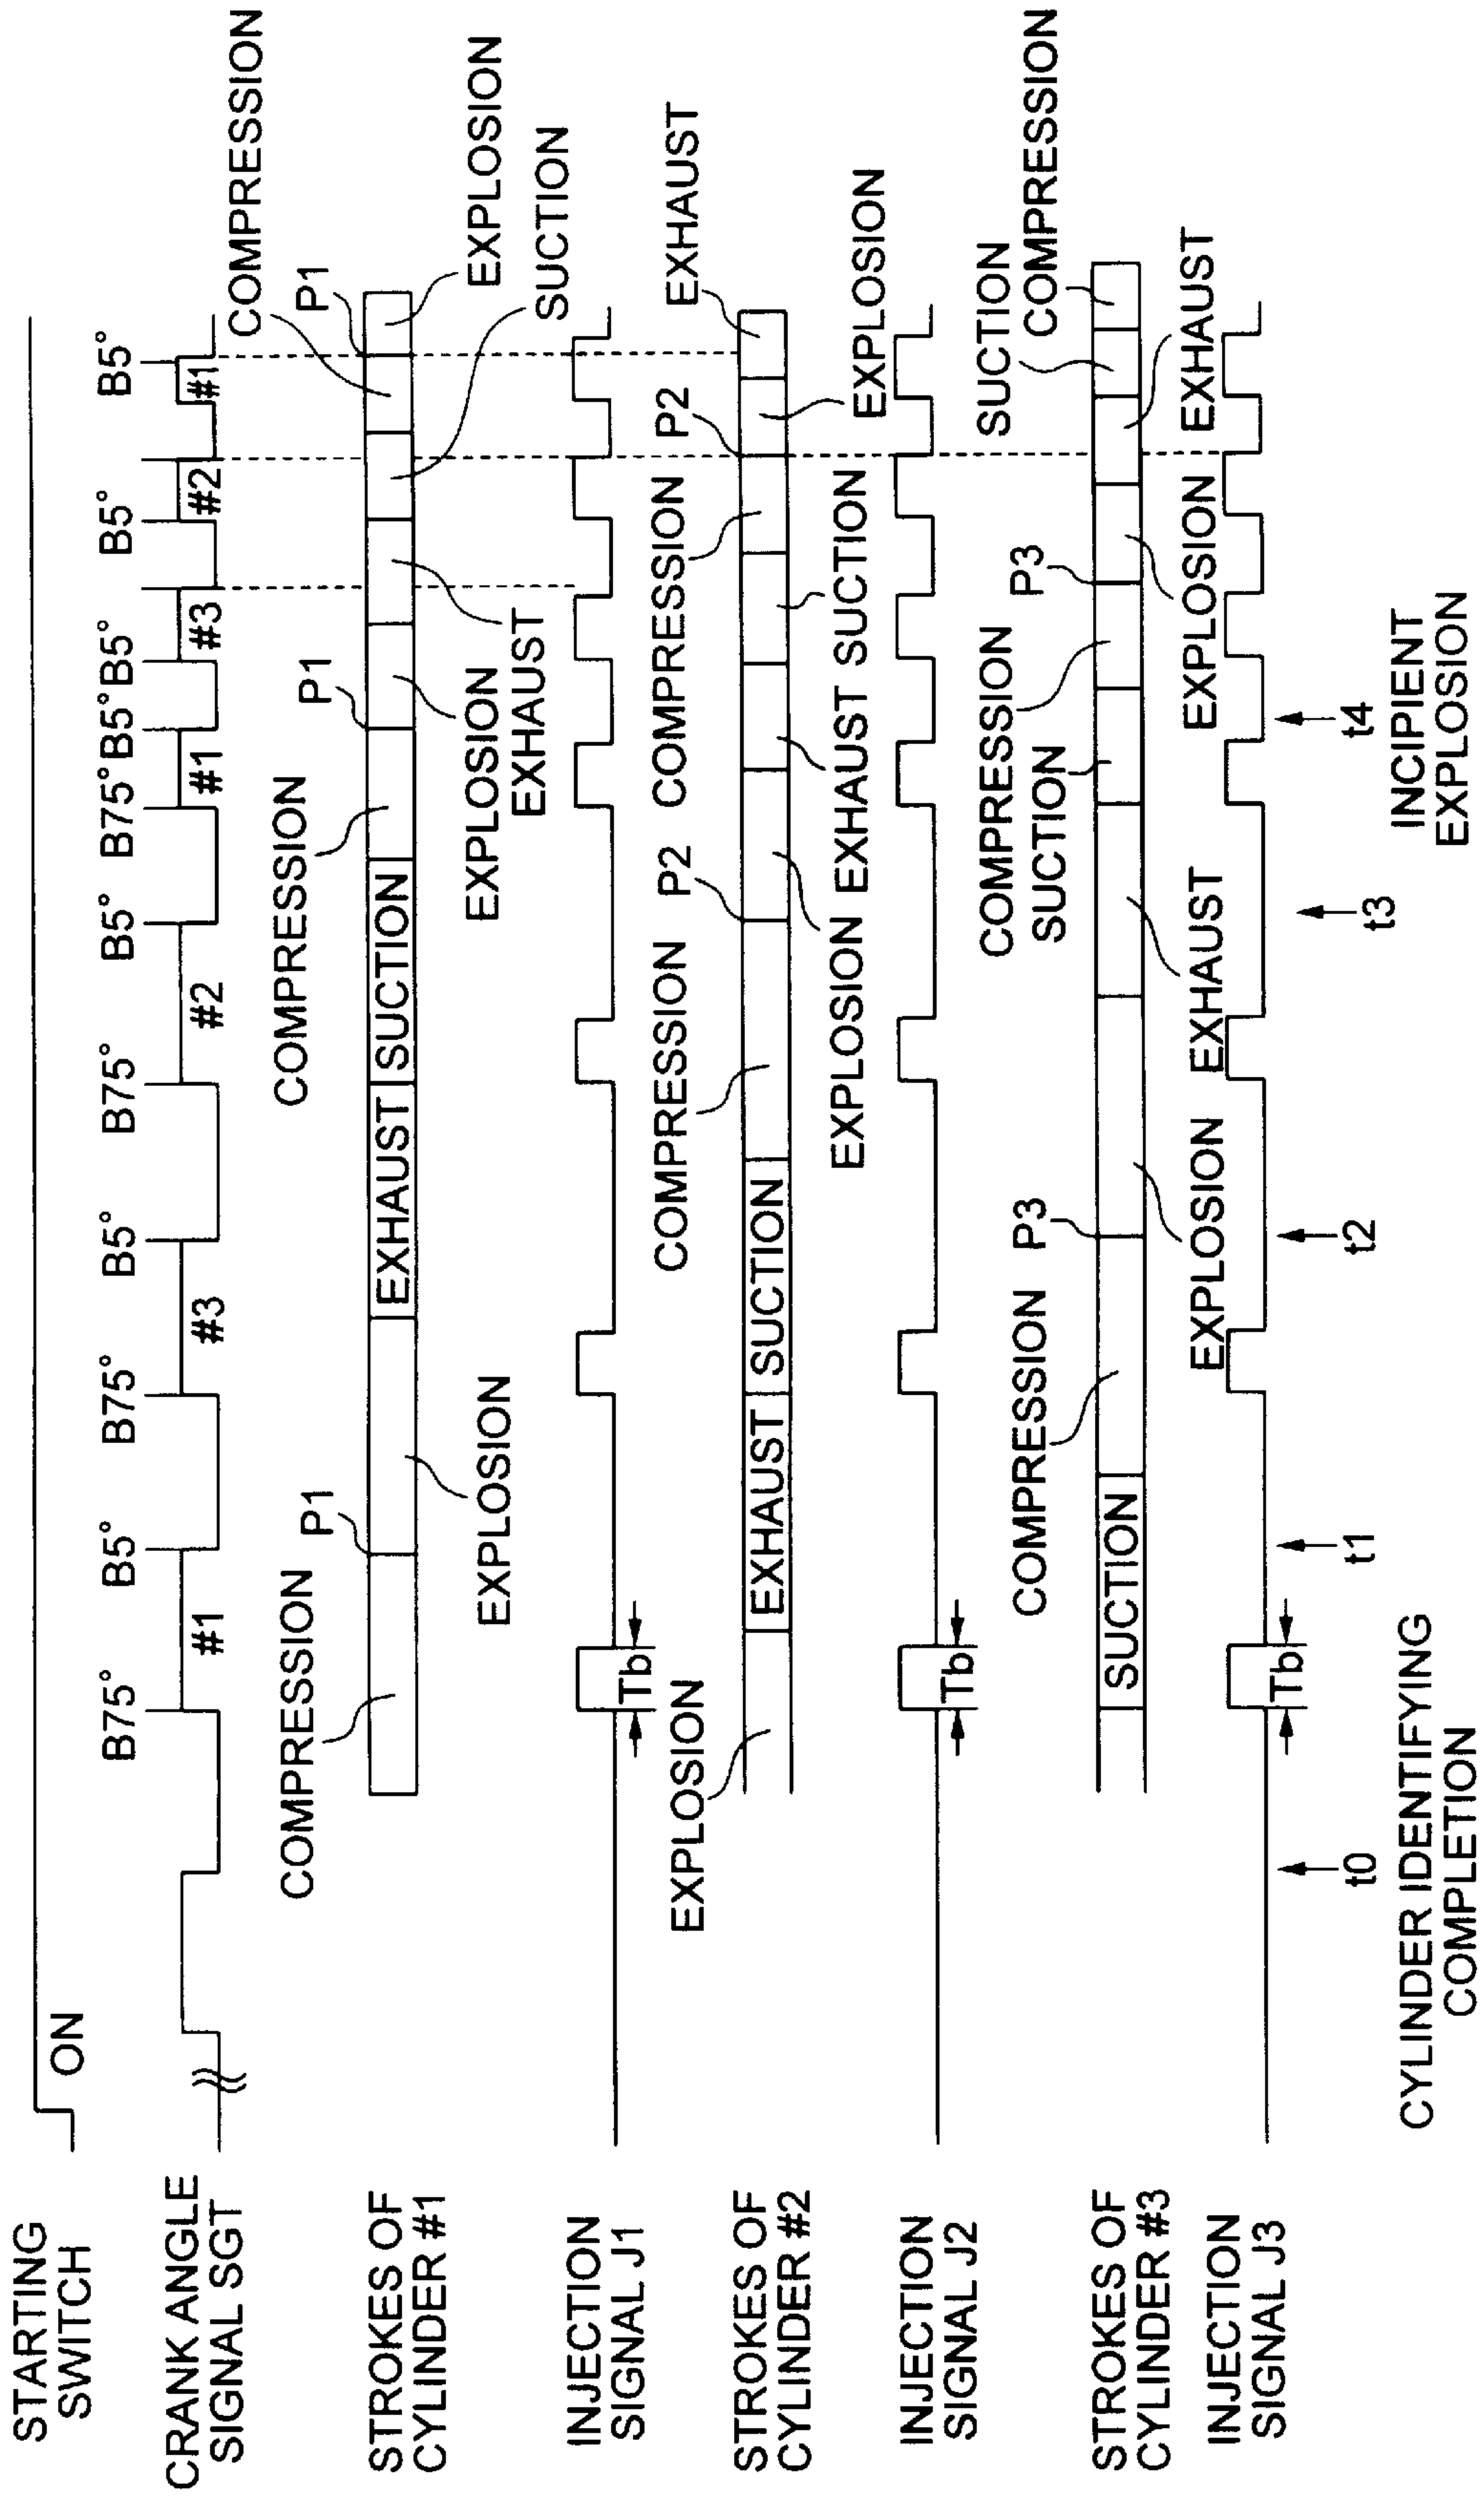 STARTING
SWITCH
ON
CRANK ANGLE
SIGNAL SGT
B75°
B5°
B75°
B5°
B75°
B5°
B75°
B5°
B5°
B5°
B5°
#1
#3
#2
#1
#3
#2
#1
STROKES OF
CYLINDER #1
COMPRESSION
P1
EXPLOSION
EXHAUST
SUCTION
COMPRESSION
P1
EXPLOSION
EXHAUST
SUCTION
COMPRESSION
P1
EXPLOSION
INJECTION
SIGNAL J1
Tb
STROKES OF
CYLINDER #2
EXPLOSION
EXHAUST
SUCTION
COMPRESSION
P2
EXPLOSION
EXHAUST
SUCTION
COMPRESSION
P2
EXPLOSION
EXHAUST
INJECTION
SIGNAL J2
Tb
STROKES OF
CYLINDER #3
SUCTION
COMPRESSION
P3
EXPLOSION
EXHAUST
SUCTION
COMPRESSION
P3
EXPLOSION
EXHAUST
SUCTION
COMPRESSION
INJECTION
SIGNAL J3
Tb
t0
t1
t2
t3
t4
CYLINDER IDENTIFYING
COMPLETION
INCIPIENT
EXPLOSION